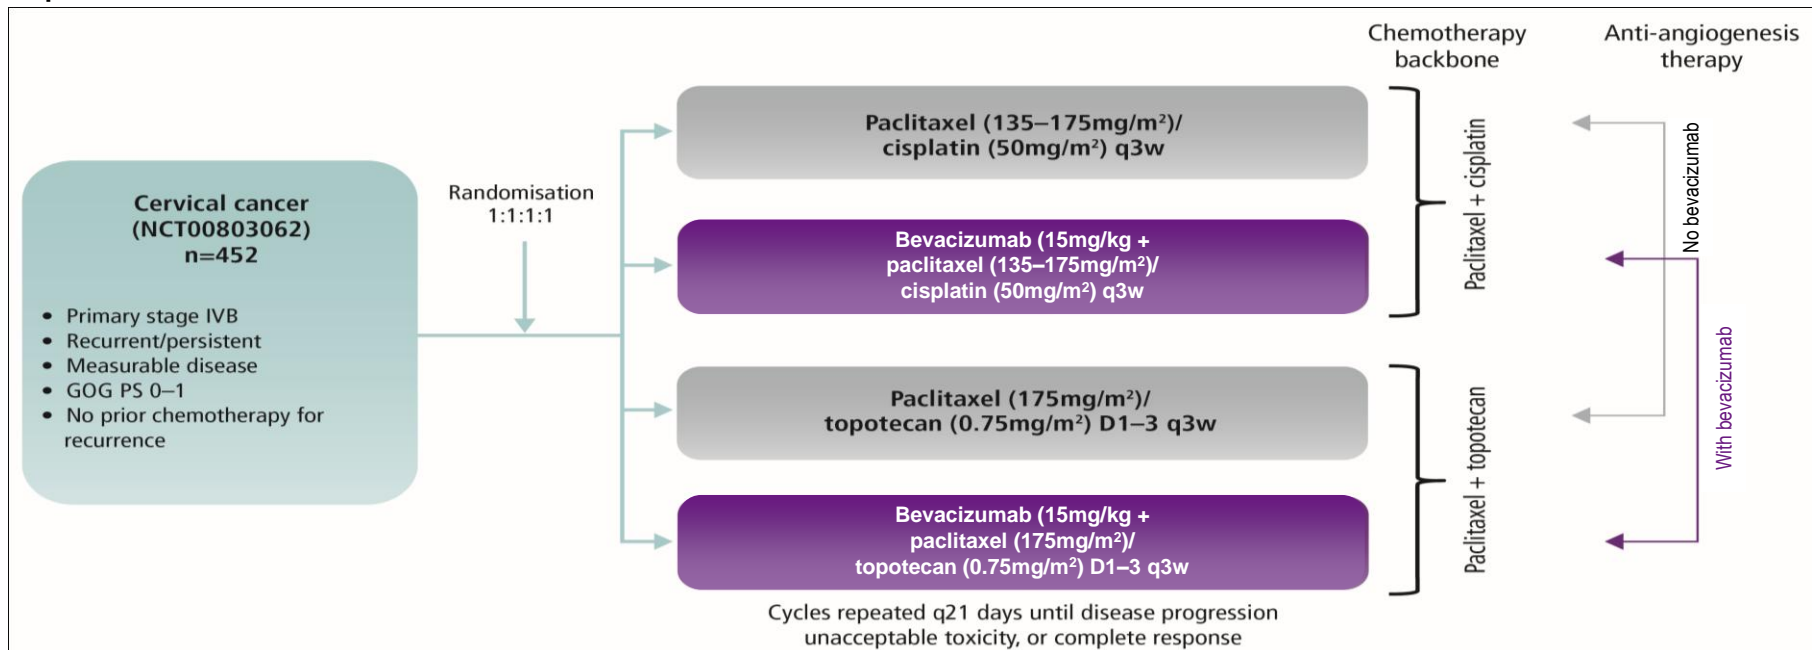 Chemotherapy
backbone
Anti-angiogenesis
therapy
Cervical cancer
(NCT00803062)
n=452
• Primary stage IVB
• Recurrent/persistent
• Measurable disease
• GOG PS 0–1
• No prior chemotherapy for
recurrence
Randomisation
1:1:1:1
Paclitaxel (135–175mg/m²)/
cisplatin (50mg/m²) q3w
Bevacizumab (15mg/kg +
paclitaxel (135–175mg/m²)/
cisplatin (50mg/m²) q3w
Paclitaxel (175mg/m²)/
topotecan (0.75mg/m²) D1–3 q3w
Bevacizumab (15mg/kg +
paclitaxel (175mg/m²)/
topotecan (0.75mg/m²) D1–3 q3w
Cycles repeated q21 days until disease progression
unacceptable toxicity, or complete response
Paclitaxel + cisplatin
Paclitaxel + topotecan
No bevacizumab
With bevacizumab